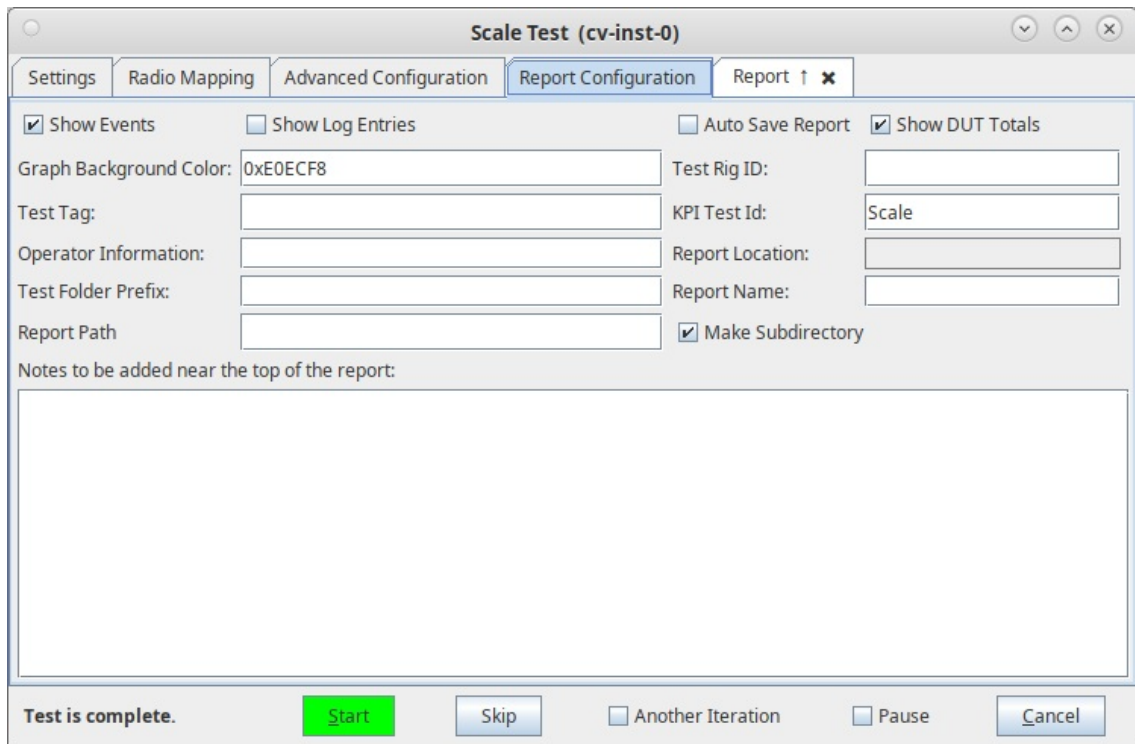 Scale Test (cv-inst-0)
Settings Radio Mapping Advanced Configuration Report Configuration Report ↑ ✖
Show Events Show Log Entries Auto Save Report Show DUT Totals
Graph Background Color: 0xE0ECF8 Test Rig ID:
Test Tag: KPI Test Id: Scale
Operator Information: Report Location:
Test Folder Prefix: Report Name:
Report Path Make Subdirectory
Notes to be added near the top of the report:
Test is complete. Start Skip Another Iteration Pause Cancel